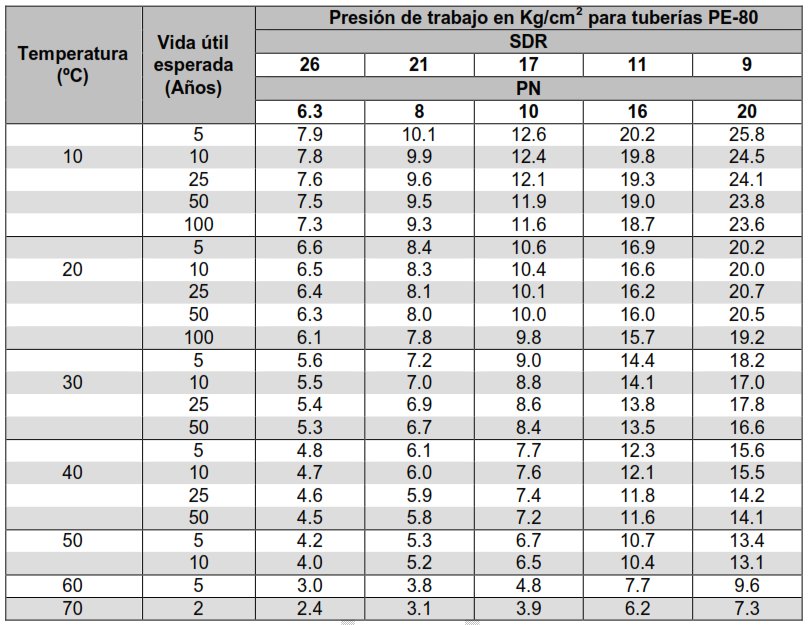 Presión de trabajo en Kg/cm2 para tuberías PE-80
Temperatura (ºC) Vida útil esperada (Años) SDR
26 21 17 11 9
PN
6.3 8 10 16 20
5 7.9 10.1 12.6 20.2 25.8
10 10 7.8 9.9 12.4 19.8 24.5
25 7.6 9.6 12.1 19.3 24.1
50 7.5 9.5 11.9 19.0 23.8
100 7.3 9.3 11.6 18.7 23.6
5 6.6 8.4 10.6 16.9 20.2
20 10 6.5 8.3 10.4 16.6 20.0
25 6.4 8.1 10.1 16.2 20.7
50 6.3 8.0 10.0 16.0 20.5
100 6.1 7.8 9.8 15.7 19.2
5 5.6 7.2 9.0 14.4 18.2
30 10 5.5 7.0 8.8 14.1 17.0
25 5.4 6.9 8.6 13.8 17.8
50 5.3 6.7 8.4 13.5 16.6
5 4.8 6.1 7.7 12.3 15.6
40 10 4.7 6.0 7.6 12.1 15.5
25 4.6 5.9 7.4 11.8 14.2
50 4.5 5.8 7.2 11.6 14.1
50 5 4.2 5.3 6.7 10.7 13.4
10 4.0 5.2 6.5 10.4 13.1
60 5 3.0 3.8 4.8 7.7 9.6
70 2 2.4 3.1 3.9 6.2 7.3